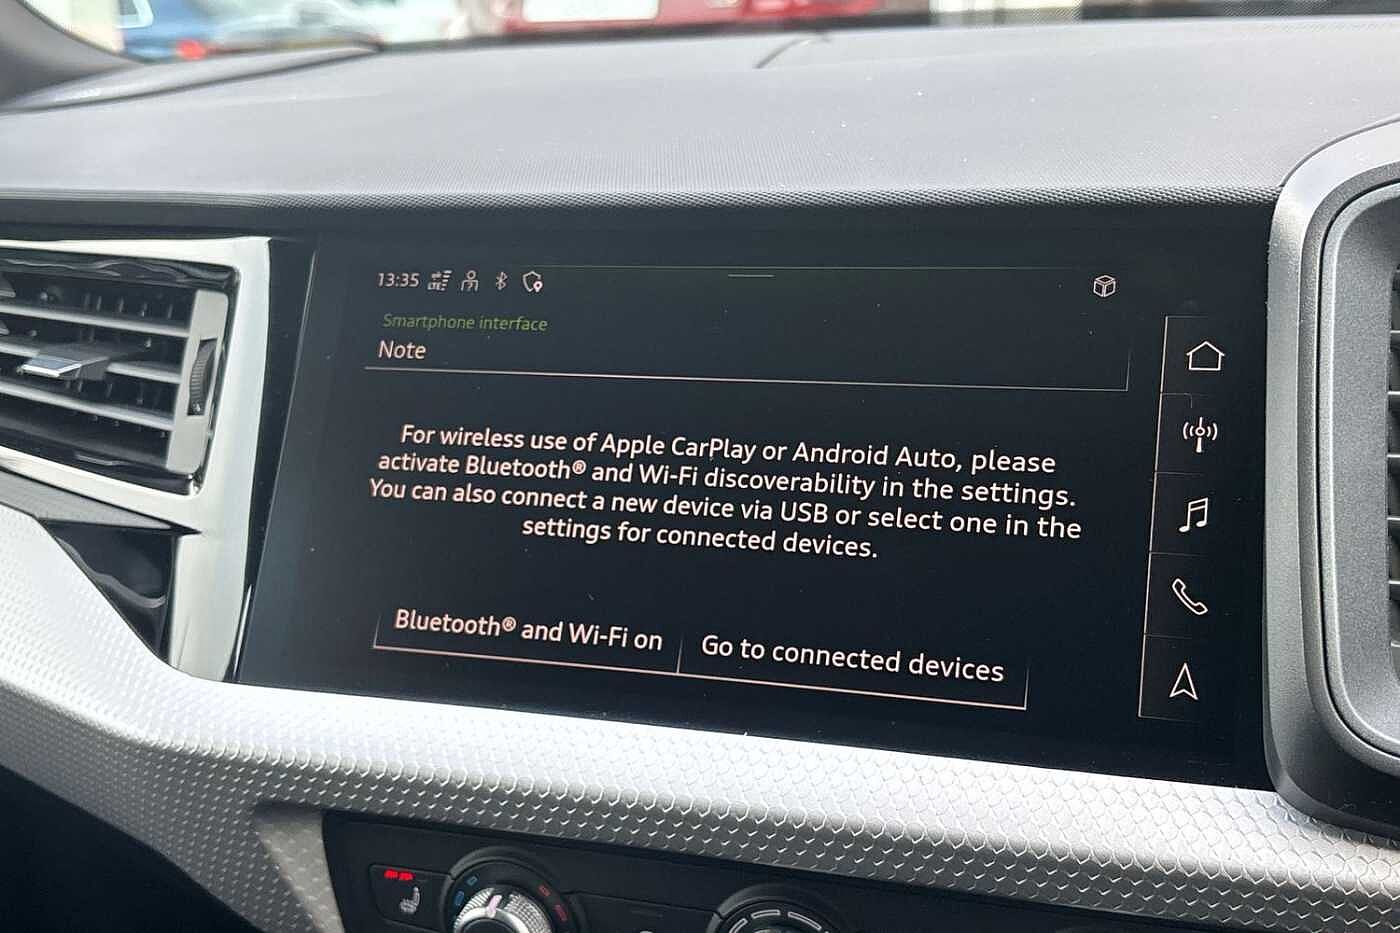 13:35 LTE
Smartphone interface
Note
For wireless use of Apple CarPlay or Android Auto, please
activate Bluetooth® and Wi-Fi discoverability in the settings.
You can also connect a new device via USB or select one in the
settings for connected devices.
Bluetooth® and Wi-Fi on
Go to connected devices